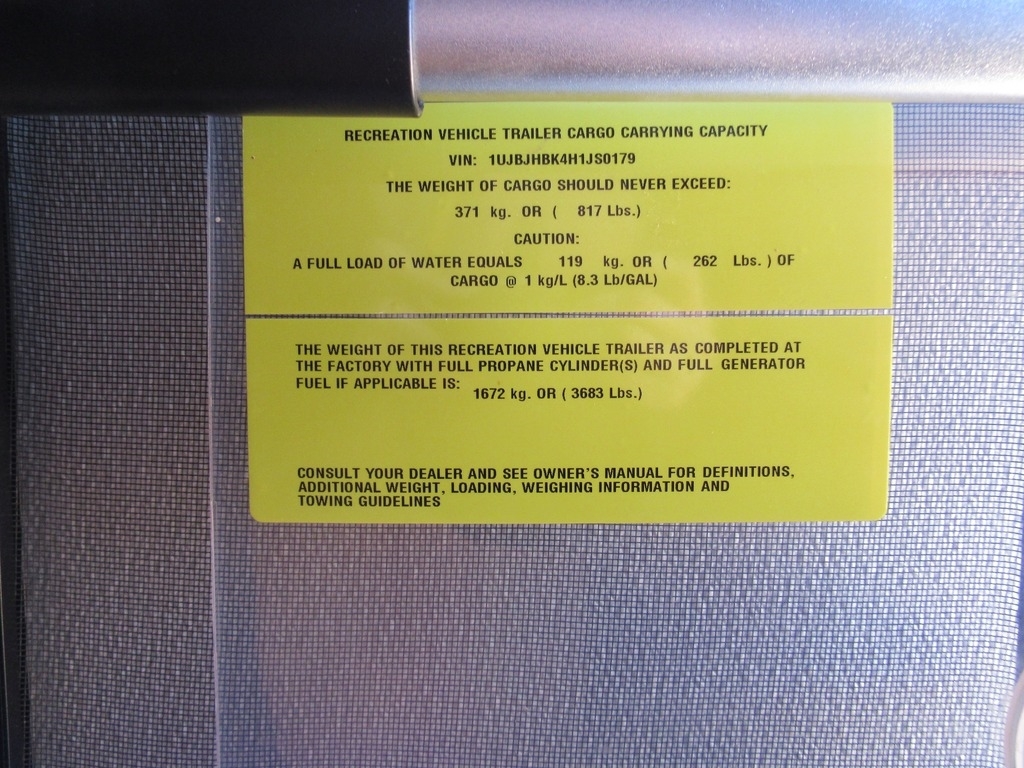 RECREATION VEHICLE TRAILER CARGO CARRYING CAPACITY
VIN: 1UJBJHBK4H1JS0179
THE WEIGHT OF CARGO SHOULD NEVER EXCEED:
371 kg. OR ( 817 Lbs.)
CAUTION:
A FULL LOAD OF WATER EQUALS 119 kg. OR ( 262 Lbs. ) OF
CARGO @ 1 kg/L (8.3 Lb/GAL)
THE WEIGHT OF THIS RECREATION VEHICLE TRAILER AS COMPLETED AT
THE FACTORY WITH FULL PROPANE CYLINDER(S) AND FULL GENERATOR
FUEL IF APPLICABLE IS: 1672 kg. OR ( 3683 Lbs.)
CONSULT YOUR DEALER AND SEE OWNER'S MANUAL FOR DEFINITIONS,
ADDITIONAL WEIGHT, LOADING, WEIGHING INFORMATION AND
TOWING GUIDELINES